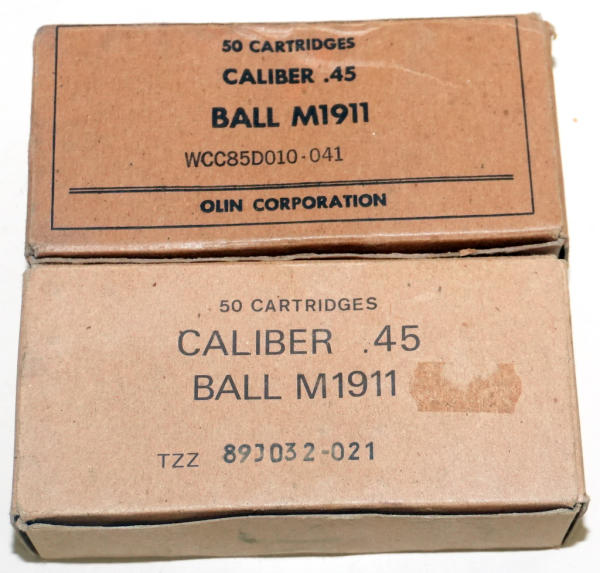 50 CARTRIDGES
CALIBER .45
BALL M1911
WCC85D010-041
OLIN CORPORATION
50 CARTRIDGES
CALIBER .45
BALL M1911
TZZ 89J032-021